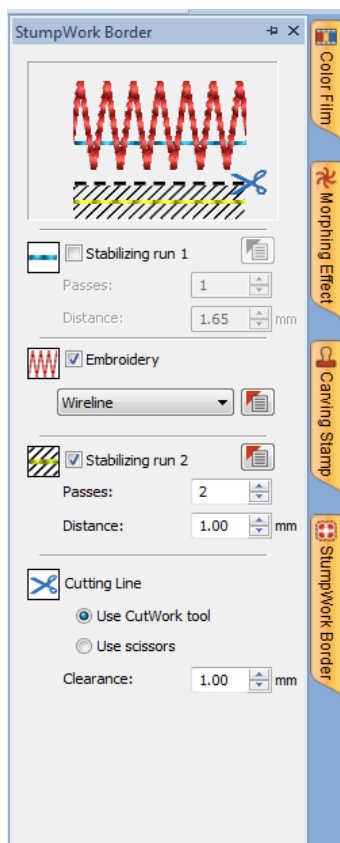 StumpWork Border
Stabilizing run 1
Passes: 1
Distance: 1.65 mm
Embroidery
Wireline
Stabilizing run 2
Passes: 2
Distance: 1.00 mm
Cutting Line
Use CutWork tool
Use scissors
Clearance: 1.00 mm
Color Film
Morphing Effect
Carving Stamp
StumpWork Border